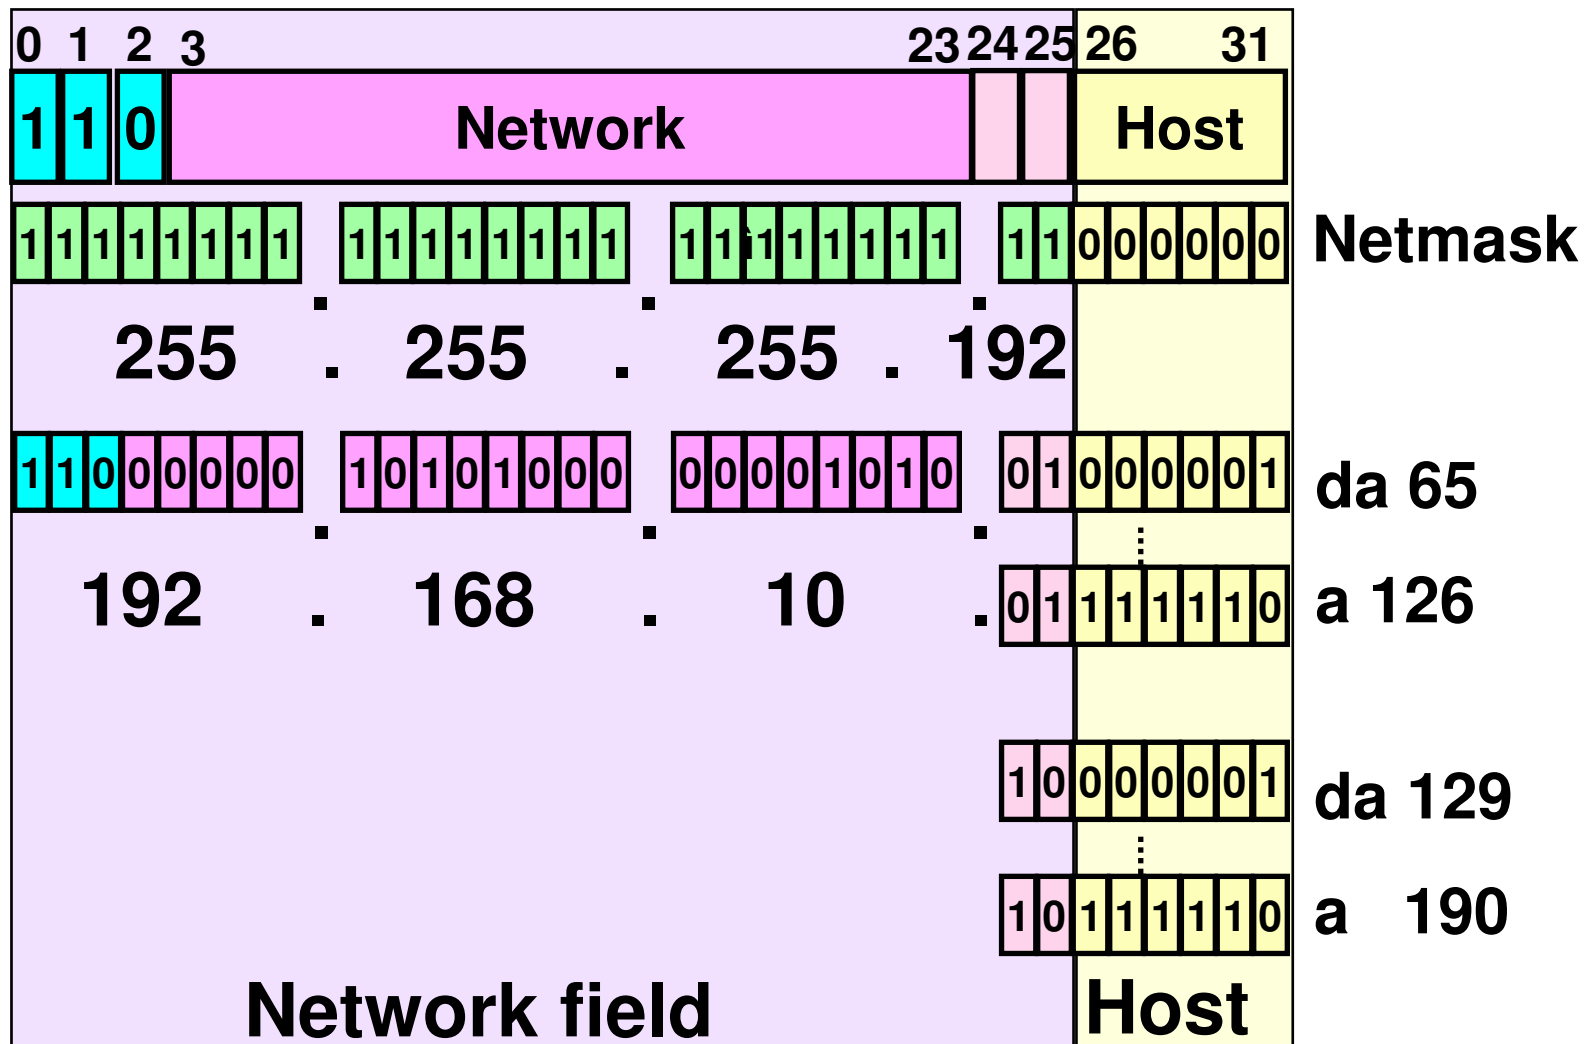 0 1 2 3 23 24 25 26 31
1 1 0 Network Host
1 1 1 1 1 1 1 1 . 1 1 1 1 1 1 1 1 . 1 1 1 1 1 1 1 1 . 1 1 0 0 0 0 0 0 Netmask
255 . 255 . 255 . 192
1 1 0 0 0 0 0 0 . 1 0 1 0 1 0 0 0 . 0 0 0 0 1 0 1 0 . 0 1 0 0 0 0 0 1 da 65
192 . 168 . 10 . 0 1 1 1 1 1 1 0 a 126
1 0 0 0 0 0 0 1 da 129
1 0 1 1 1 1 1 0 a 190
Network field Host